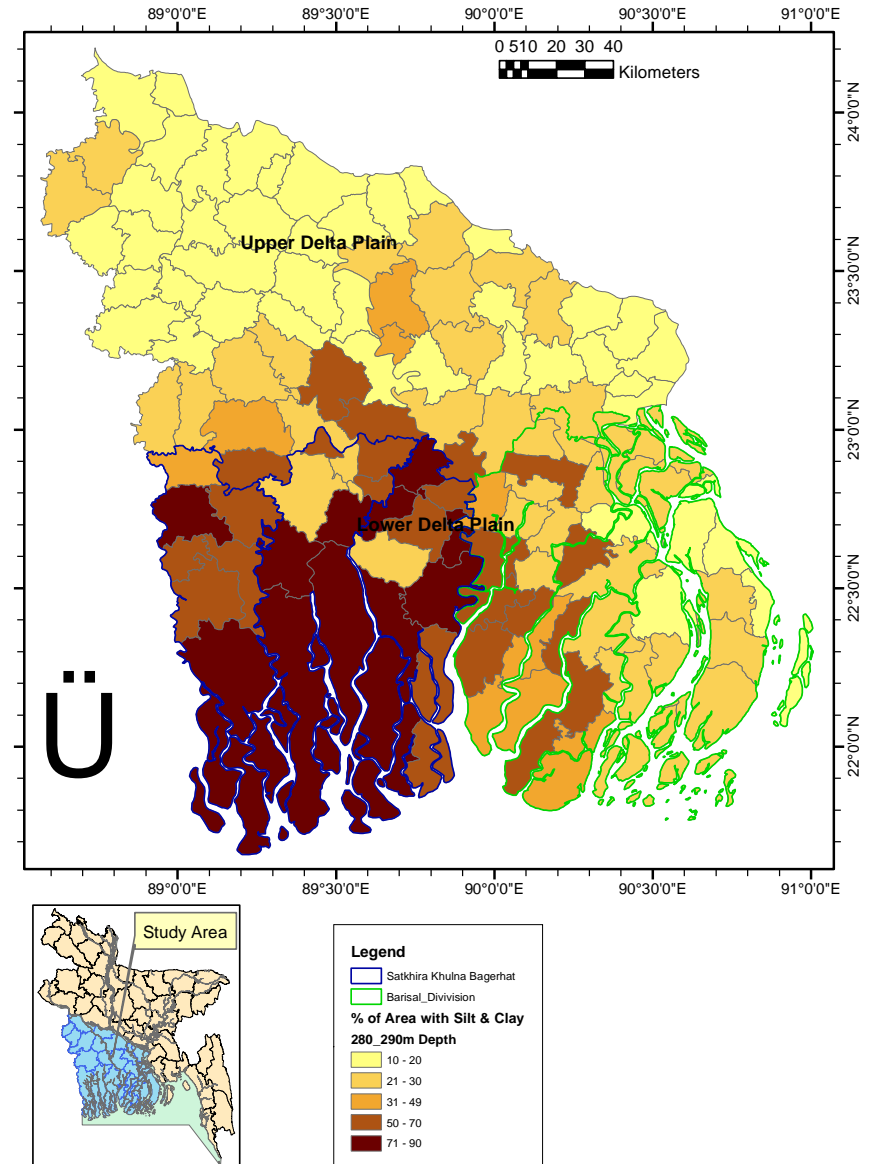 89°0'0"E 89°30'0"E 90°0'0"E 90°30'0"E 91°0'0"E
0 5 10 20 30 40
Kilometers
24°0'0"N
23°30'0"N
23°0'0"N
22°30'0"N
22°0'0"N
Upper Delta Plain
Lower Delta Plain
Ü
89°0'0"E 89°30'0"E 90°0'0"E 90°30'0"E 91°0'0"E
Study Area
Legend
Satkhira Khulna Bagerhat
Barisal_Divivision
% of Area with Silt & Clay
280_290m Depth
10 - 20
21 - 30
31 - 49
50 - 70
71 - 90